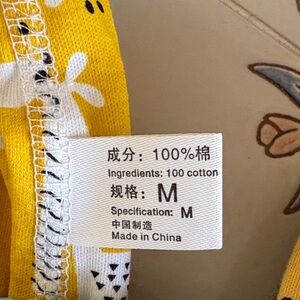 成分：100%棉
Ingredients: 100 cotton
规格：M
Specification: M
中国制造
Made in China